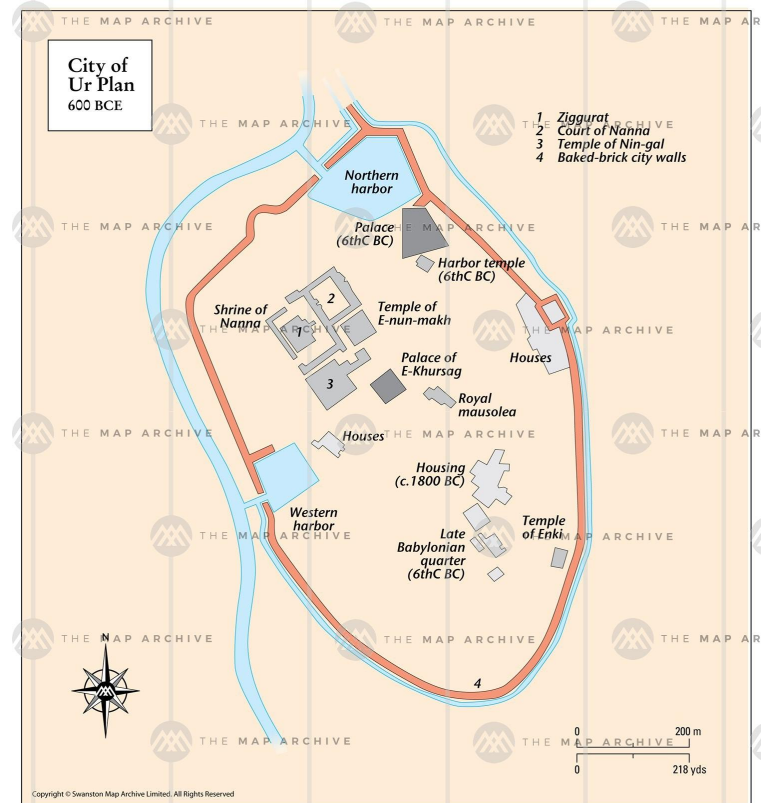 City of
Ur Plan
600 BCE
1 Ziggurat
2 Court of Nanna
3 Temple of Nin-gal
4 Baked-brick city walls
Northern
harbor
Palace
(6thC BC)
Harbor temple
(6thC BC)
2
Shrine of
Nanna
1
Temple of
E-nun-makh
Houses
Palace of
E-Khursag
3
Royal
mausolea
Houses
Housing
(c.1800 BC)
Western
harbor
Late
Babylonian
quarter
(6thC BC)
Temple
of Enki
N
4
0 200 m
0 218 yds
Copyright © Swanston Map Archive Limited. All Rights Reserved
THE MAP ARCHIVE